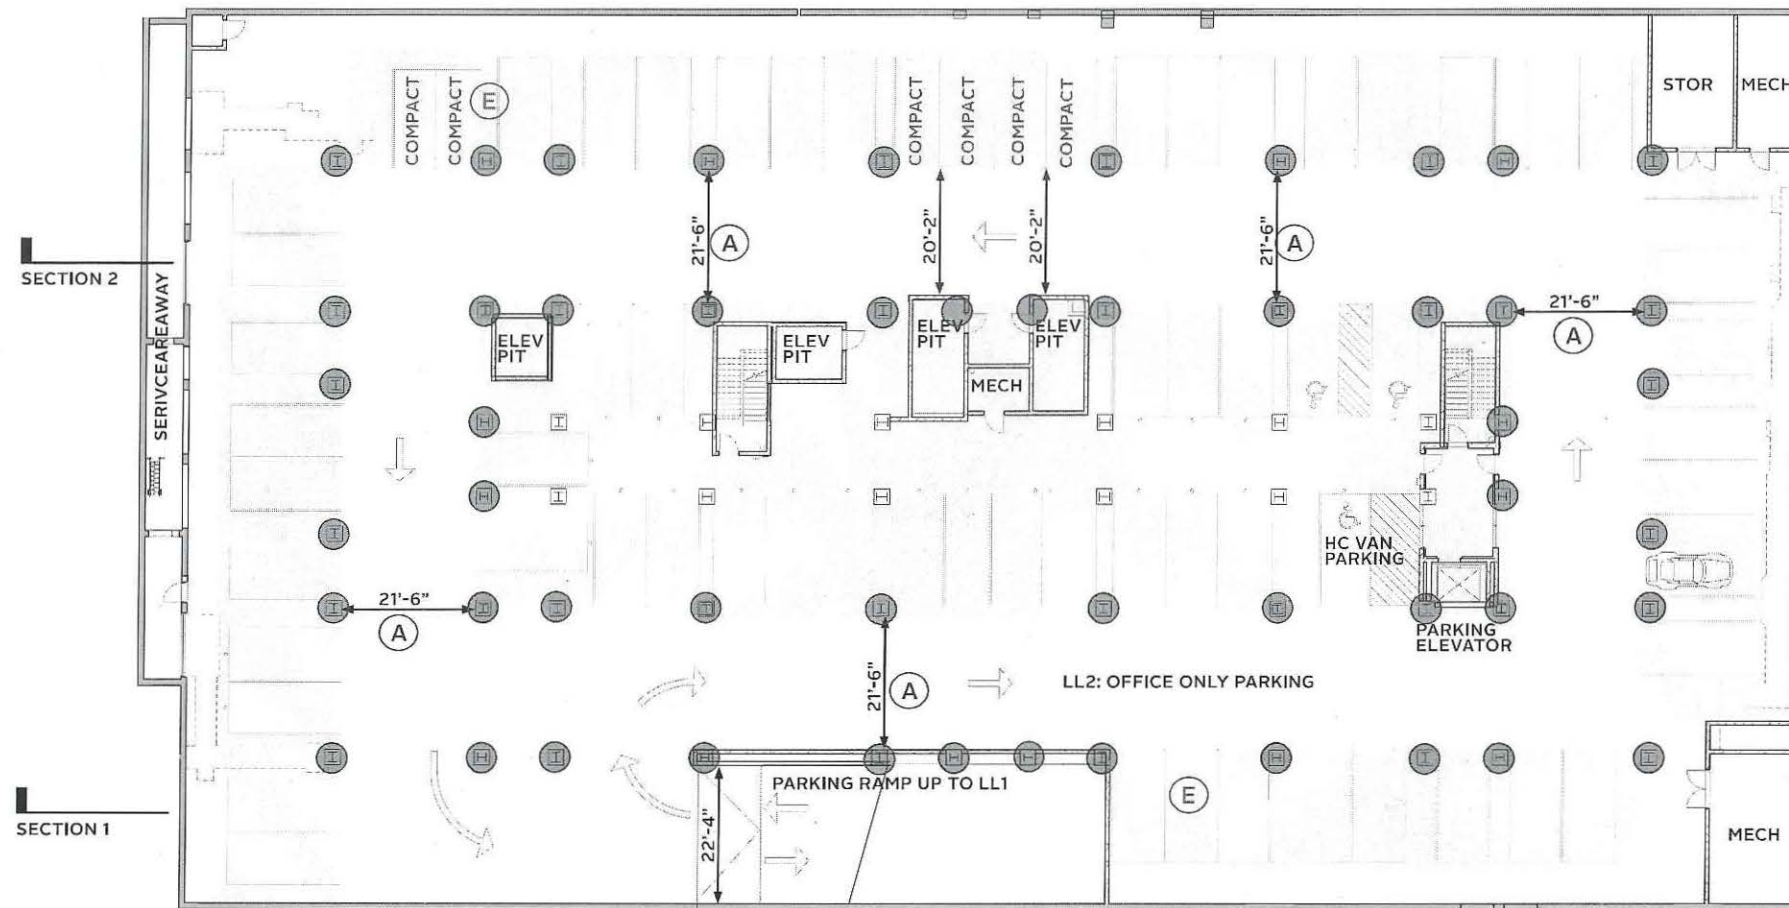 COMPACT
COMPACT
E
COMPACT
COMPACT
COMPACT
COMPACT
STOR
MECH
SECTION 2
SERIVCEAREAWAY
21'-6"
A
20'-2"
20'-2"
21'-6"
A
21'-6"
A
ELEV
PIT
ELEV
PIT
ELEV
PIT
ELEV
PIT
MECH
HC VAN
PARKING
21'-6"
A
PARKING
ELEVATOR
21'-6"
A
LL2: OFFICE ONLY PARKING
PARKING RAMP UP TO LL1
22'-4"
E
SECTION 1
MECH